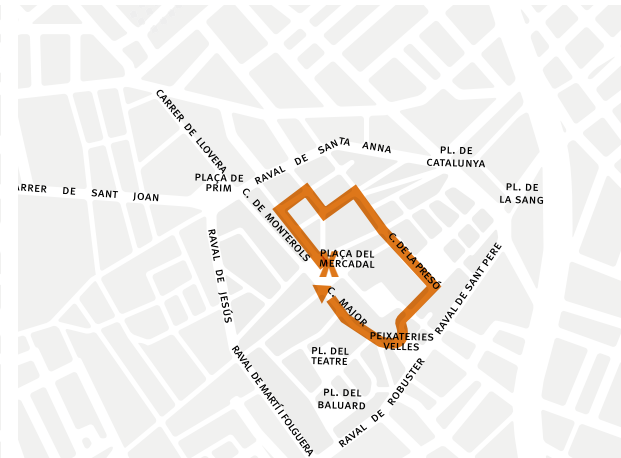 CARRER DE LLOVERA
RAVAL DE SANTA ANNA
PL. DE
CATALUNYA
PLAÇA DE
PRIM
ARRER DE SANT JOAN
PL. DE
LA SANG
C. DE MONTEROLS
PLAÇA DEL
MERCADAL
C. DE LA PRESÓ
RAVAL DE JESÚS
RAVAL DE SANT PERE
C. MAJOR
PEIXATERIES
VELLES
PL. DEL
TEATRE
RAVAL DE MARTÍ I FOLGUERA
PL. DEL
BALUARD
RAVAL DE ROBUSTER